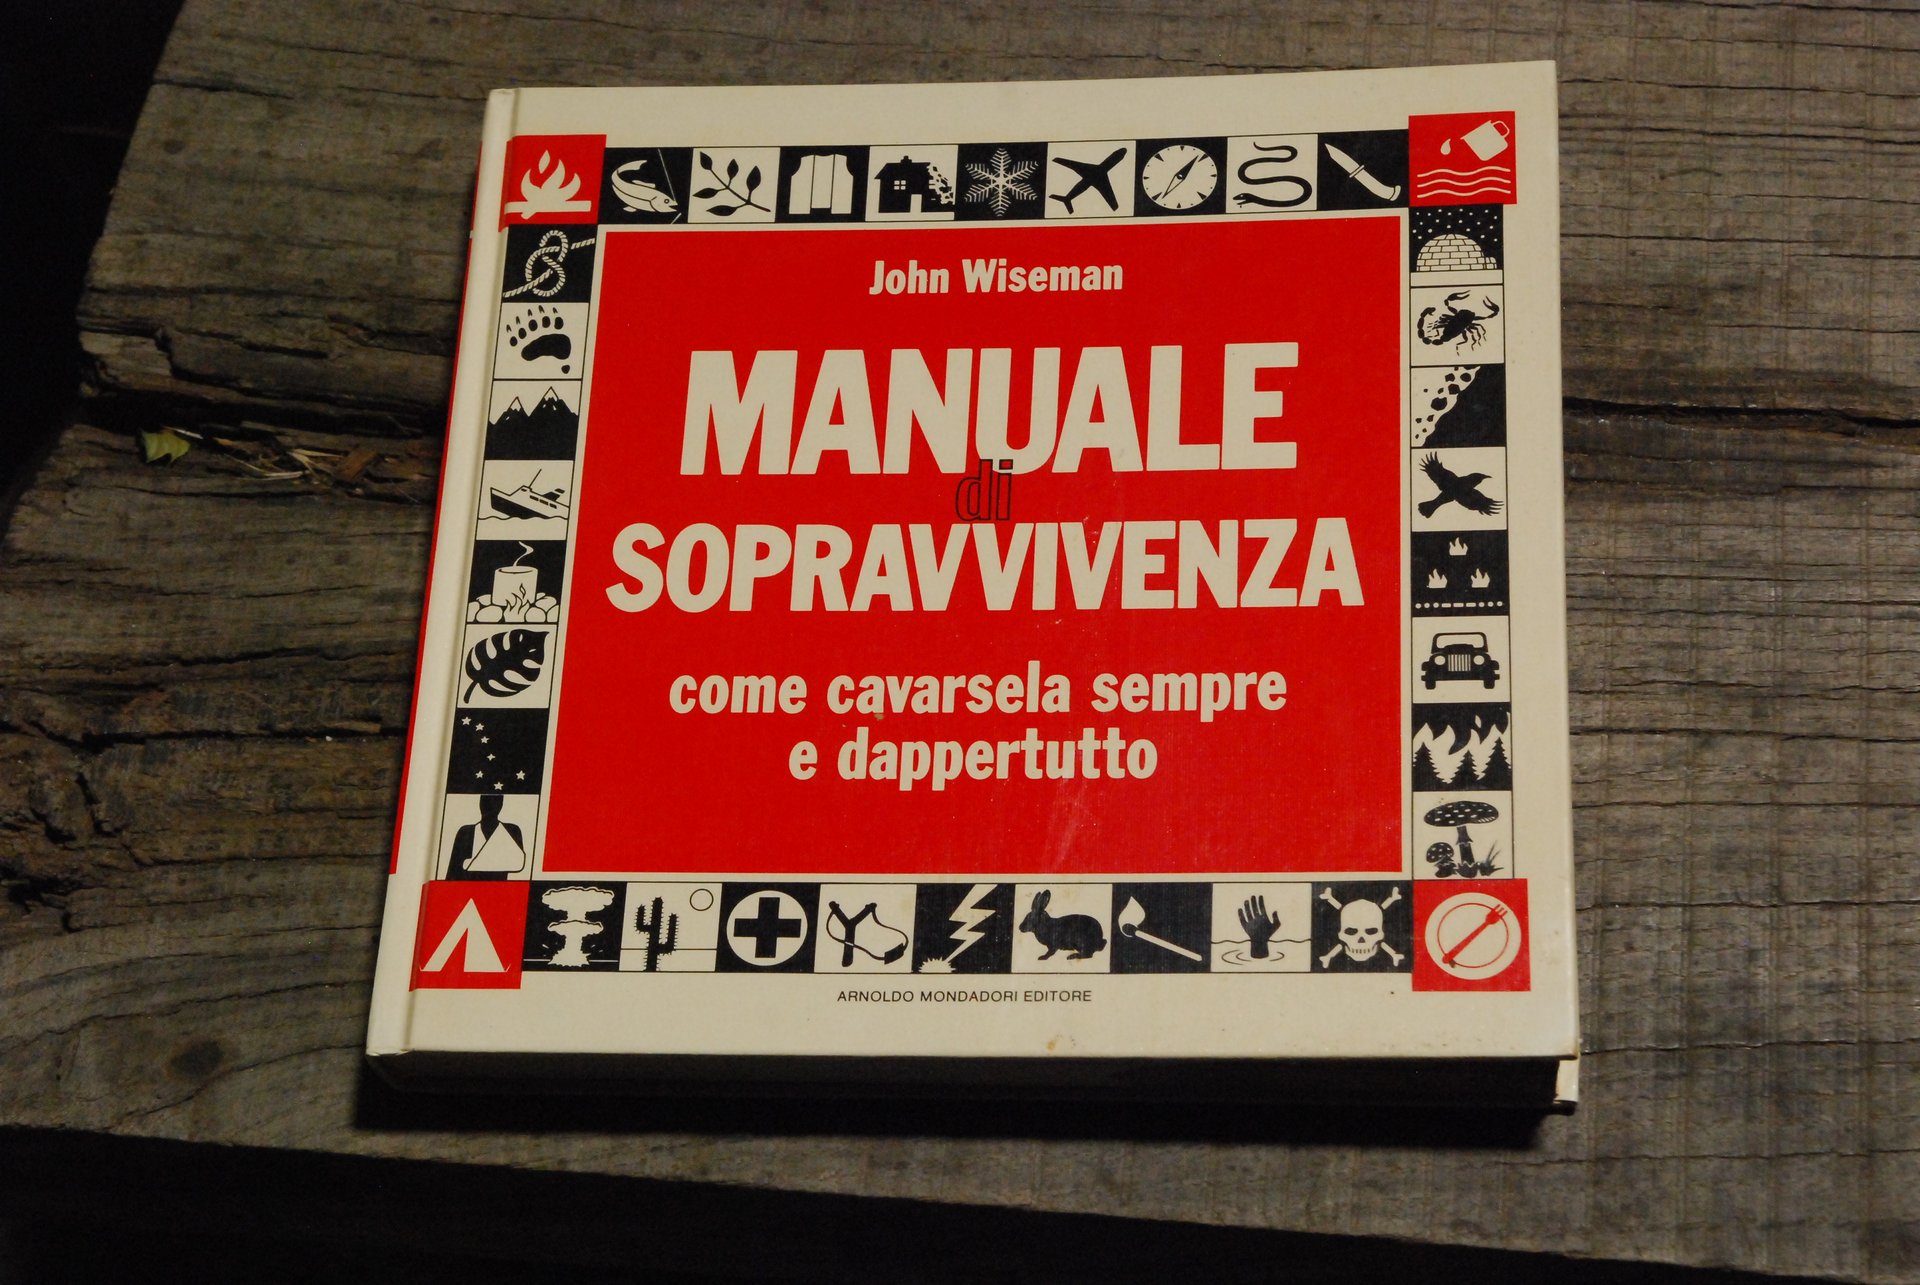 John Wiseman
MANUALE
di
SOPRAVVIVENZA
come cavarsela sempre
e dappertutto
ARNOLDO MONDADORI EDITORE